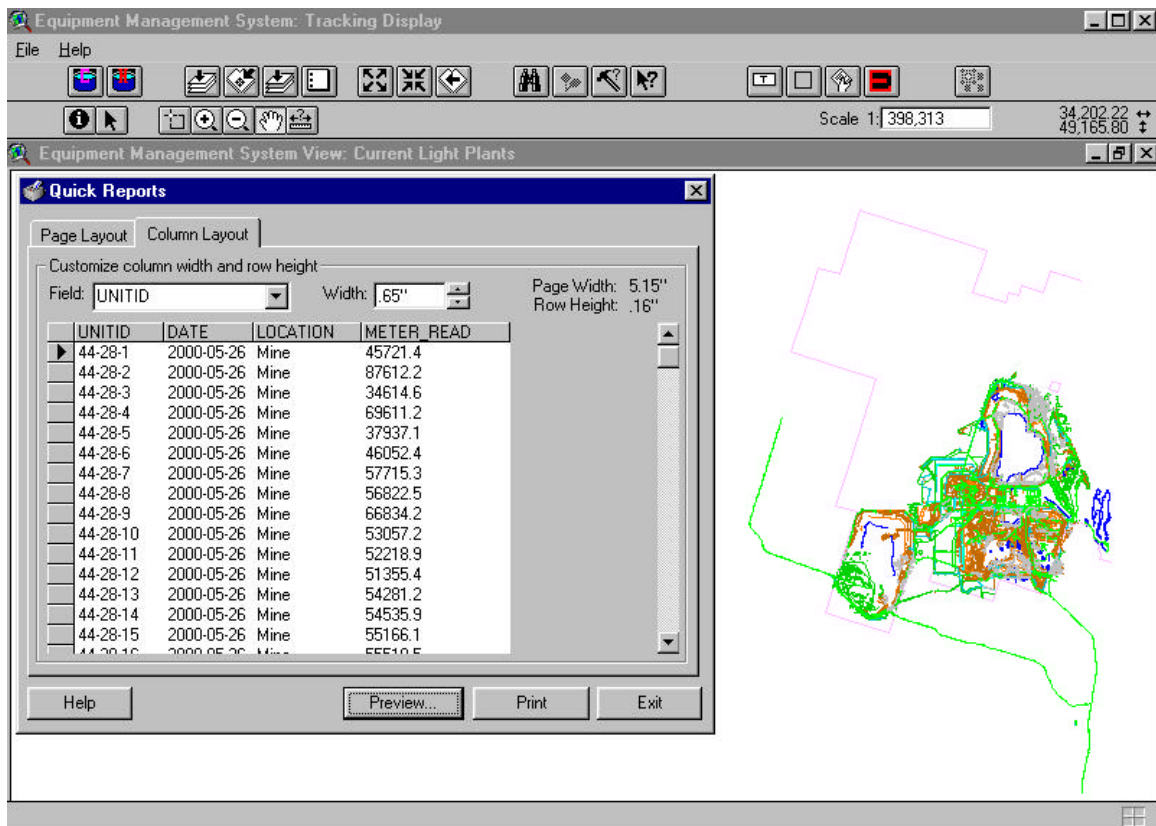 Equipment Management System: Tracking Display
File Help
T
Scale 1: 398,313
34,202.22
49,165.80
Equipment Management System View: Current Light Plants
Quick Reports
Page Layout Column Layout
Customize column width and row height
Field: UNITID Width: .65" Page Width: 5.15"
Row Height: .16"
UNITID DATE LOCATION METER_READ
44-28-1 2000-05-26 Mine 45721.4
44-28-2 2000-05-26 Mine 87612.2
44-28-3 2000-05-26 Mine 34614.6
44-28-4 2000-05-26 Mine 69611.2
44-28-5 2000-05-26 Mine 37937.1
44-28-6 2000-05-26 Mine 46052.4
44-28-7 2000-05-26 Mine 57715.3
44-28-8 2000-05-26 Mine 56822.5
44-28-9 2000-05-26 Mine 66834.2
44-28-10 2000-05-26 Mine 53057.2
44-28-11 2000-05-26 Mine 52218.9
44-28-12 2000-05-26 Mine 51355.4
44-28-13 2000-05-26 Mine 54281.2
44-28-14 2000-05-26 Mine 54535.9
44-28-15 2000-05-26 Mine 55166.1
Help Preview... Print Exit